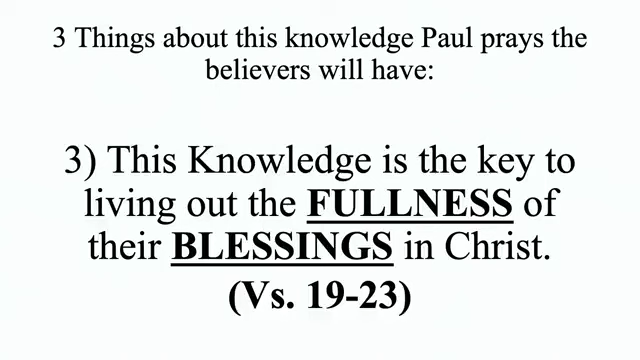 3 Things about this knowledge Paul prays the
believers will have:
3) This Knowledge is the key to
living out the FULLNESS of
their BLESSINGS in Christ.
(Vs. 19-23)